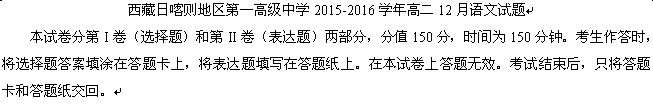 西藏日喀则地区第一高级中学 2015-2016 学年高二 12 月语文试题
本试卷分第 I 卷（选择题）和第 II 卷（表达题）两部分，分值 150 分，时间为 150 分钟。考生作答时，
将选择题答案填涂在答题卡上，将表达题填写在答题纸上。在本试卷上答题无效。考试结束后，只将答题
卡和答题纸交回。